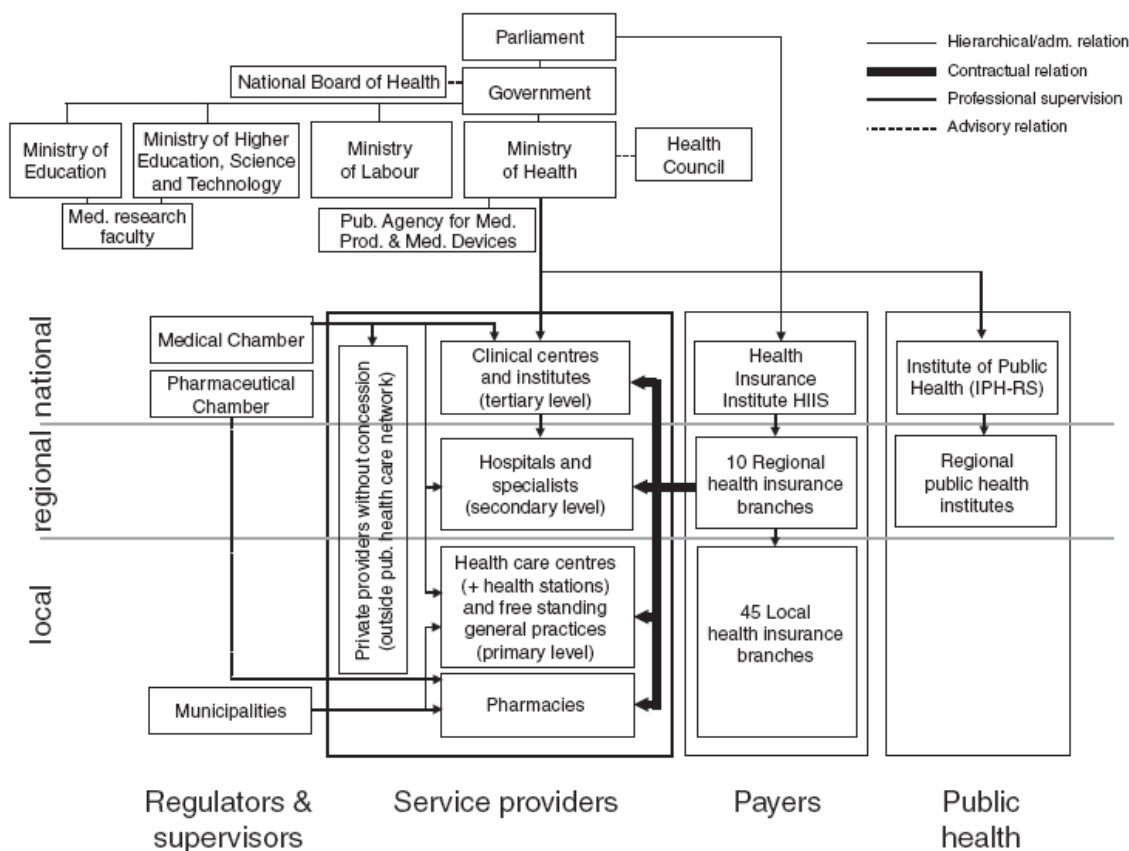 Parliament
National Board of Health
Government
Hierarchical/adm. relation
Contractual relation
Professional supervision
Advisory relation
Ministry of
Education
Ministry of Higher
Education, Science
and Technology
Ministry
of Labour
Ministry
of Health
Health
Council
Med. research
faculty
Pub. Agency for Med.
Prod. & Med. Devices
national
regional
local
Medical Chamber
Pharmaceutical
Chamber
Municipalities
Private providers without concession
(outside pub. health care network)
Clinical centres
and institutes
(tertiary level)
Hospitals and
specialists
(secondary level)
Health care centres
(+ health stations)
and free standing
general practices
(primary level)
Pharmacies
Health
Insurance
Institute HIIS
10 Regional
health insurance
branches
45 Local
health insurance
branches
Institute of Public
Health (IPH-RS)
Regional
public health
institutes
Regulators &
supervisors
Service providers
Payers
Public
health